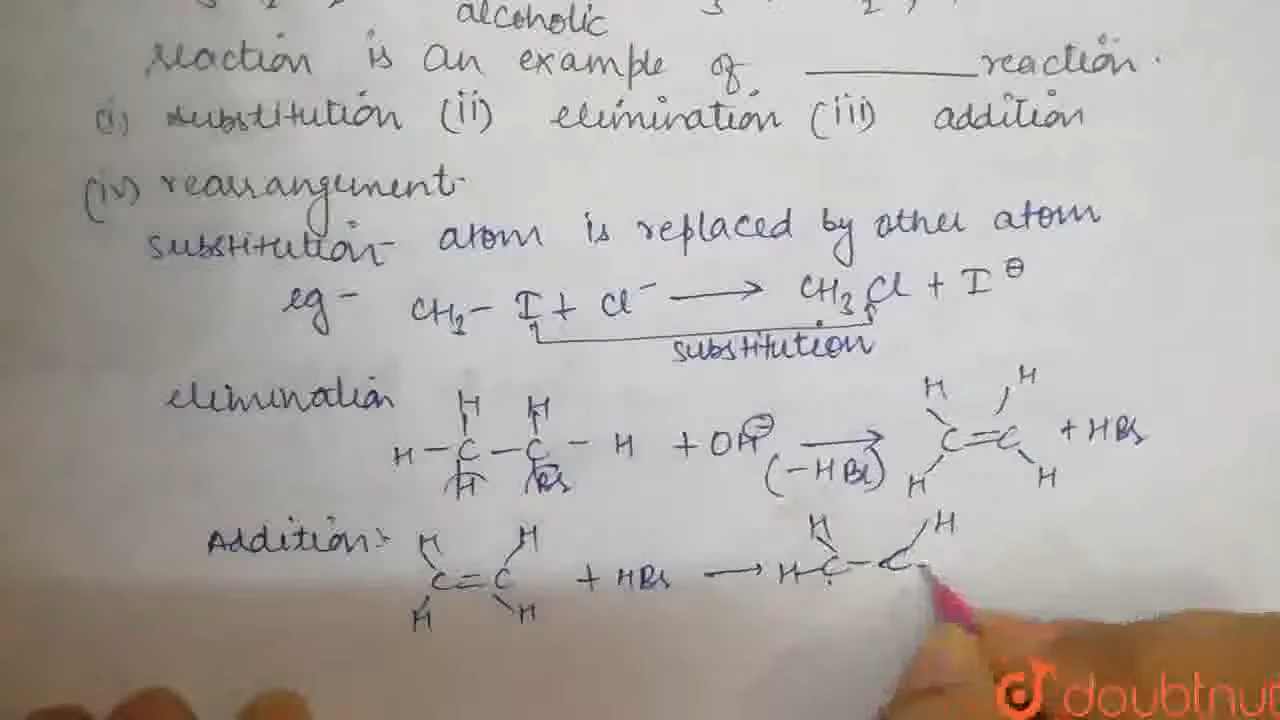 alcoholic
reaction is an example of ________ reaction.
(i) substitution (ii) elimination (iii) addition
(iv) rearrangement
substitution- atom is replaced by other atom
eg- CH3- I + Cl⁻ → CH3Cl + I⊖
substitution
elimination
H H H H
H - C - C - H + OH⊖ → C = C + HBr
H Br (-HBr) H H
Addition:- H H H H
C = C + HBr → H C - C
H H
doubtnut